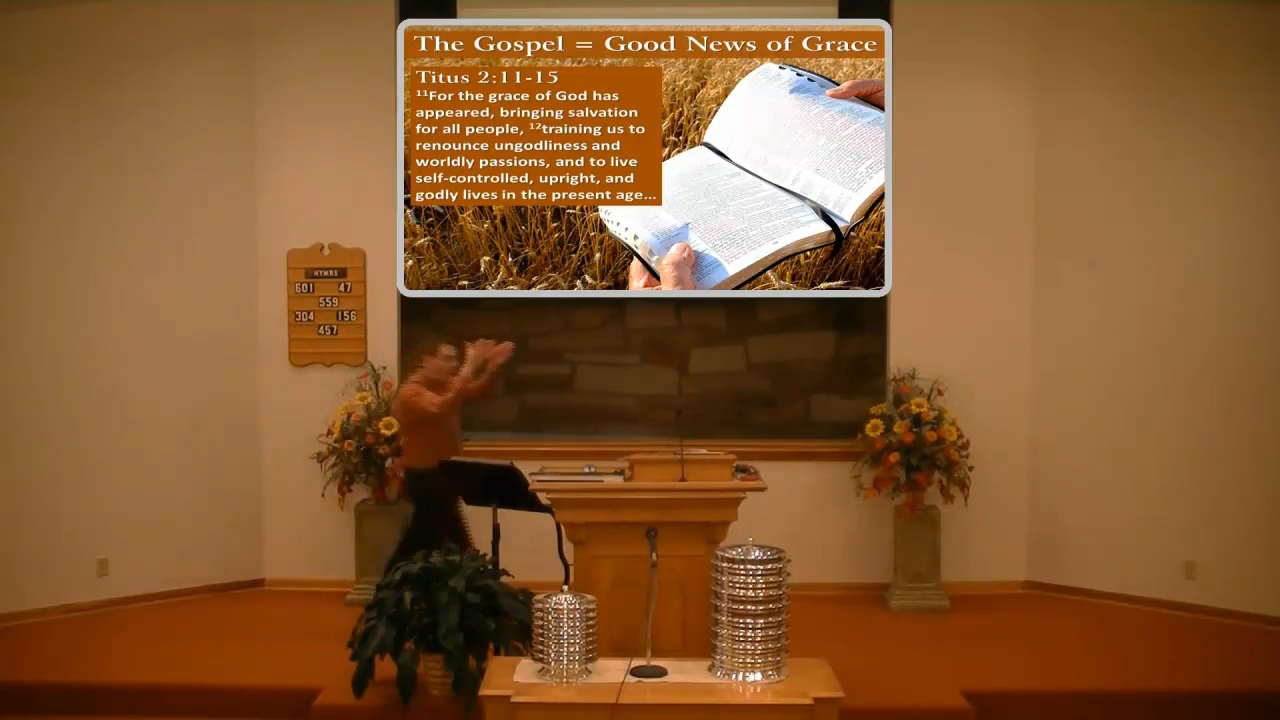 The Gospel = Good News of Grace
Titus 2:11-15
¹¹For the grace of God has
appeared, bringing salvation
for all people, ¹²training us to
renounce ungodliness and
worldly passions, and to live
self-controlled, upright, and
godly lives in the present age...
HYMNS
601 47
559
304 156
457